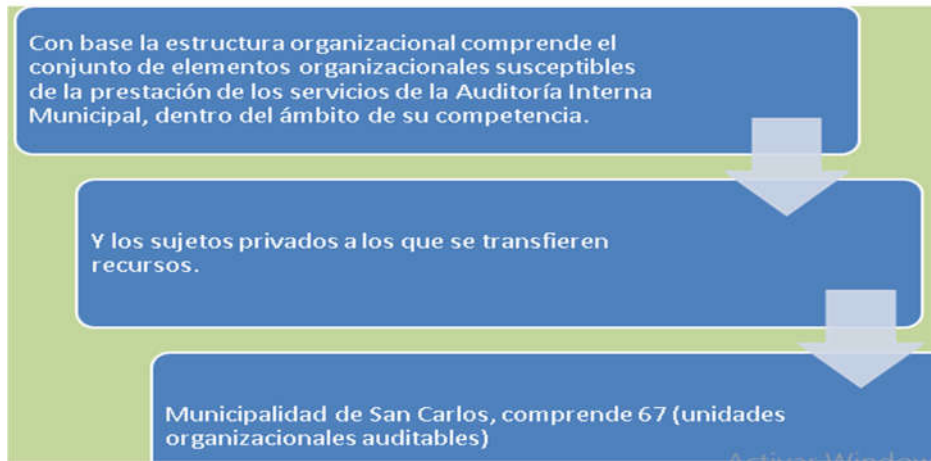 Con base la estructura organizacional comprende el
conjunto de elementos organizacionales susceptibles
de la prestación de los servicios de la Auditoría Interna
Municipal, dentro del ámbito de su competencia.
Y los sujetos privados a los que se transfieren
recursos.
Municipalidad de San Carlos, comprende 67 (unidades
organizacionales auditables)
Activar Window